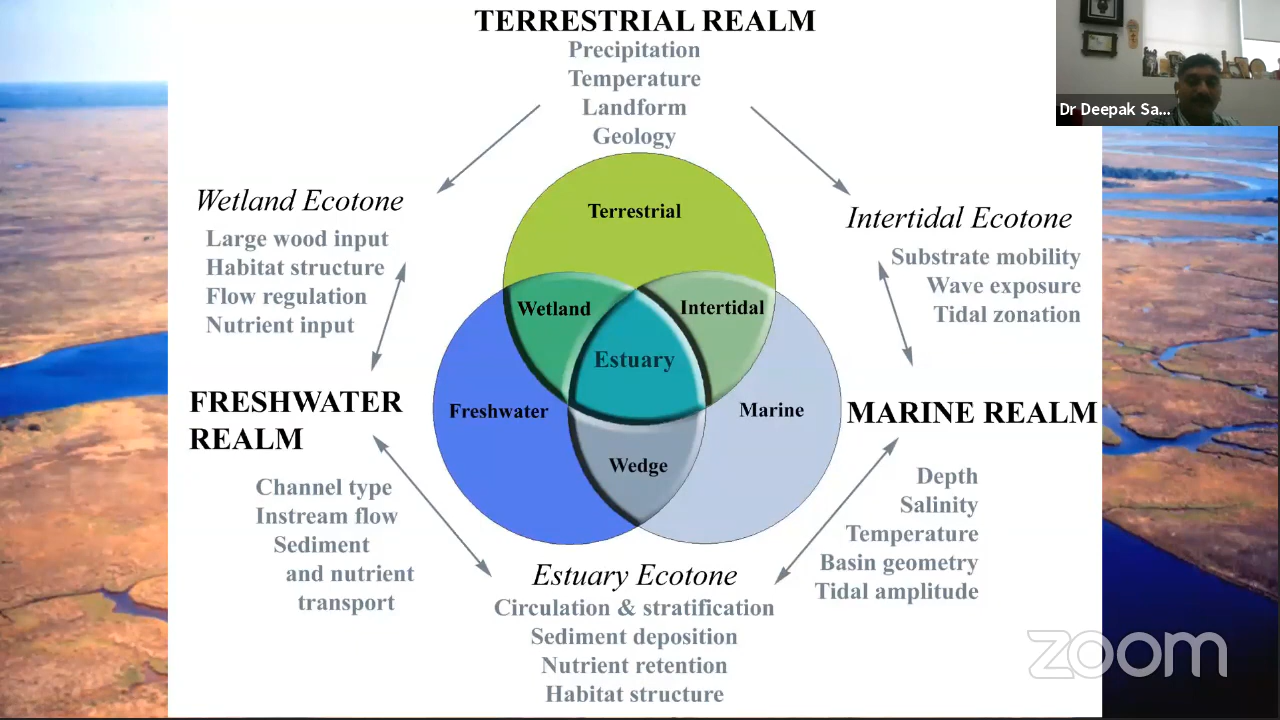 TERRESTRIAL REALM
Precipitation
Temperature
Landform
Geology
Dr Deepak Sa...
Wetland Ecotone
Large wood input
Habitat structure
Flow regulation
Nutrient input
Intertidal Ecotone
Substrate mobility
Wave exposure
Tidal zonation
Terrestrial
Wetland
Intertidal
Estuary
Freshwater
Marine
Wedge
FRESHWATER
REALM
Channel type
Instream flow
Sediment
and nutrient
transport
MARINE REALM
Depth
Salinity
Temperature
Basin geometry
Tidal amplitude
Estuary Ecotone
Circulation & stratification
Sediment deposition
Nutrient retention
Habitat structure
zoom